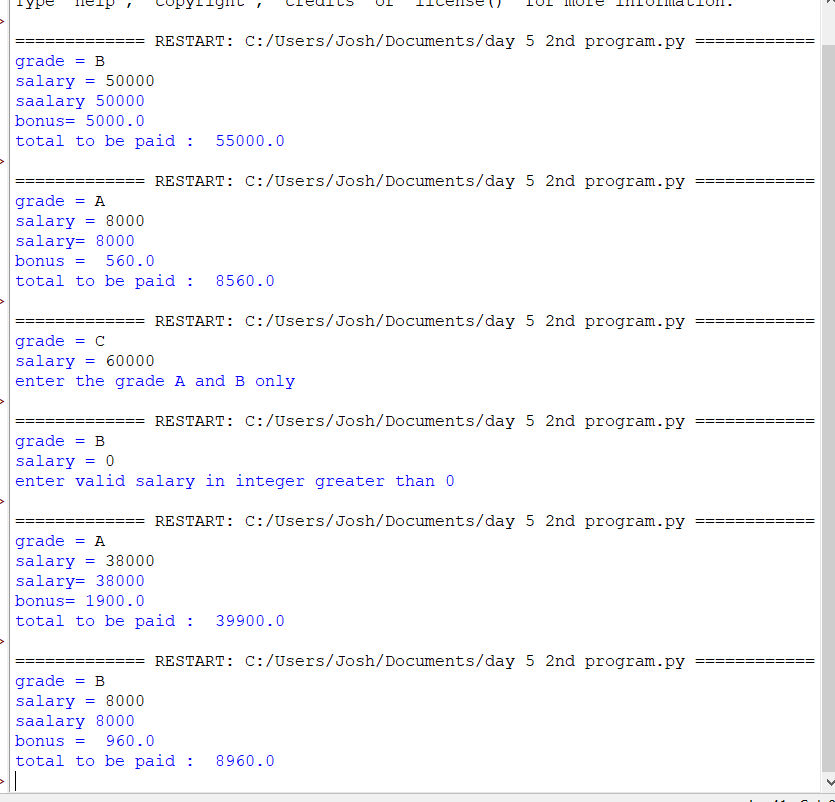 Type "help", "copyright", "credits" or "license()" for more information.
============= RESTART: C:/Users/Josh/Documents/day 5 2nd program.py ============
grade = B
salary = 50000
saalary 50000
bonus= 5000.0
total to be paid :  55000.0
============= RESTART: C:/Users/Josh/Documents/day 5 2nd program.py ============
grade = A
salary = 8000
salary= 8000
bonus =  560.0
total to be paid :  8560.0
============= RESTART: C:/Users/Josh/Documents/day 5 2nd program.py ============
grade = C
salary = 60000
enter the grade A and B only
============= RESTART: C:/Users/Josh/Documents/day 5 2nd program.py ============
grade = B
salary = 0
enter valid salary in integer greater than 0
============= RESTART: C:/Users/Josh/Documents/day 5 2nd program.py ============
grade = A
salary = 38000
salary= 38000
bonus= 1900.0
total to be paid :  39900.0
============= RESTART: C:/Users/Josh/Documents/day 5 2nd program.py ============
grade = B
salary = 8000
saalary 8000
bonus =  960.0
total to be paid :  8960.0